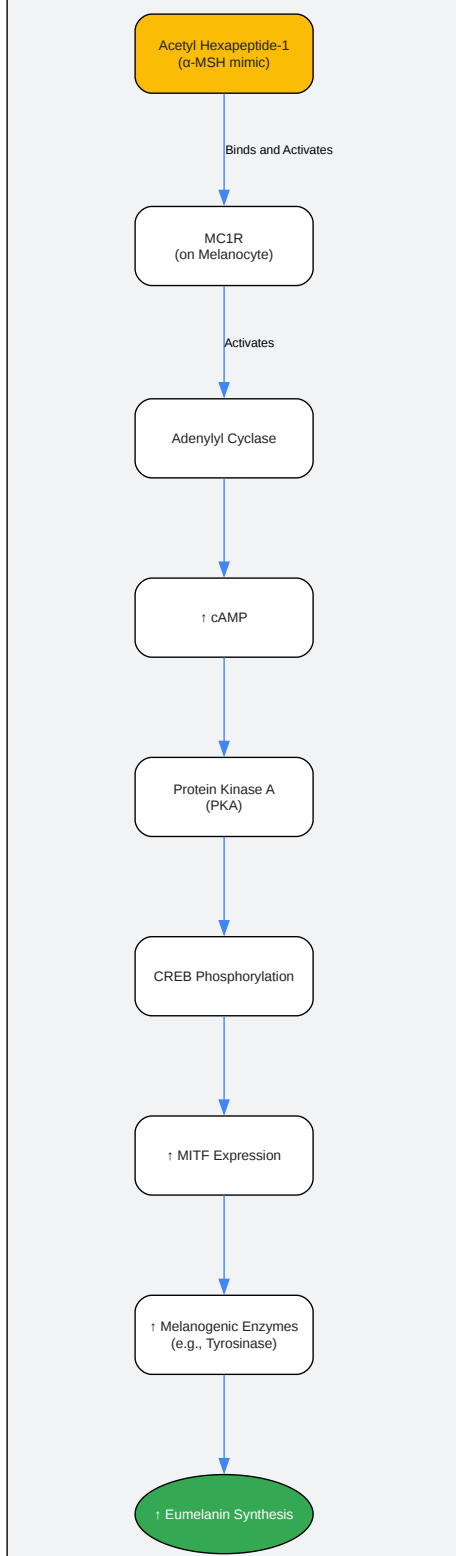 Acetyl Hexapeptide-1
(α-MSH mimic)
Binds and Activates
MC1R
(on Melanocyte)
Activates
Adenylyl Cyclase
↑ cAMP
Protein Kinase A
(PKA)
CREB Phosphorylation
↑ MITF Expression
↑ Melanogenic Enzymes
(e.g., Tyrosinase)
↑ Eumelanin Synthesis